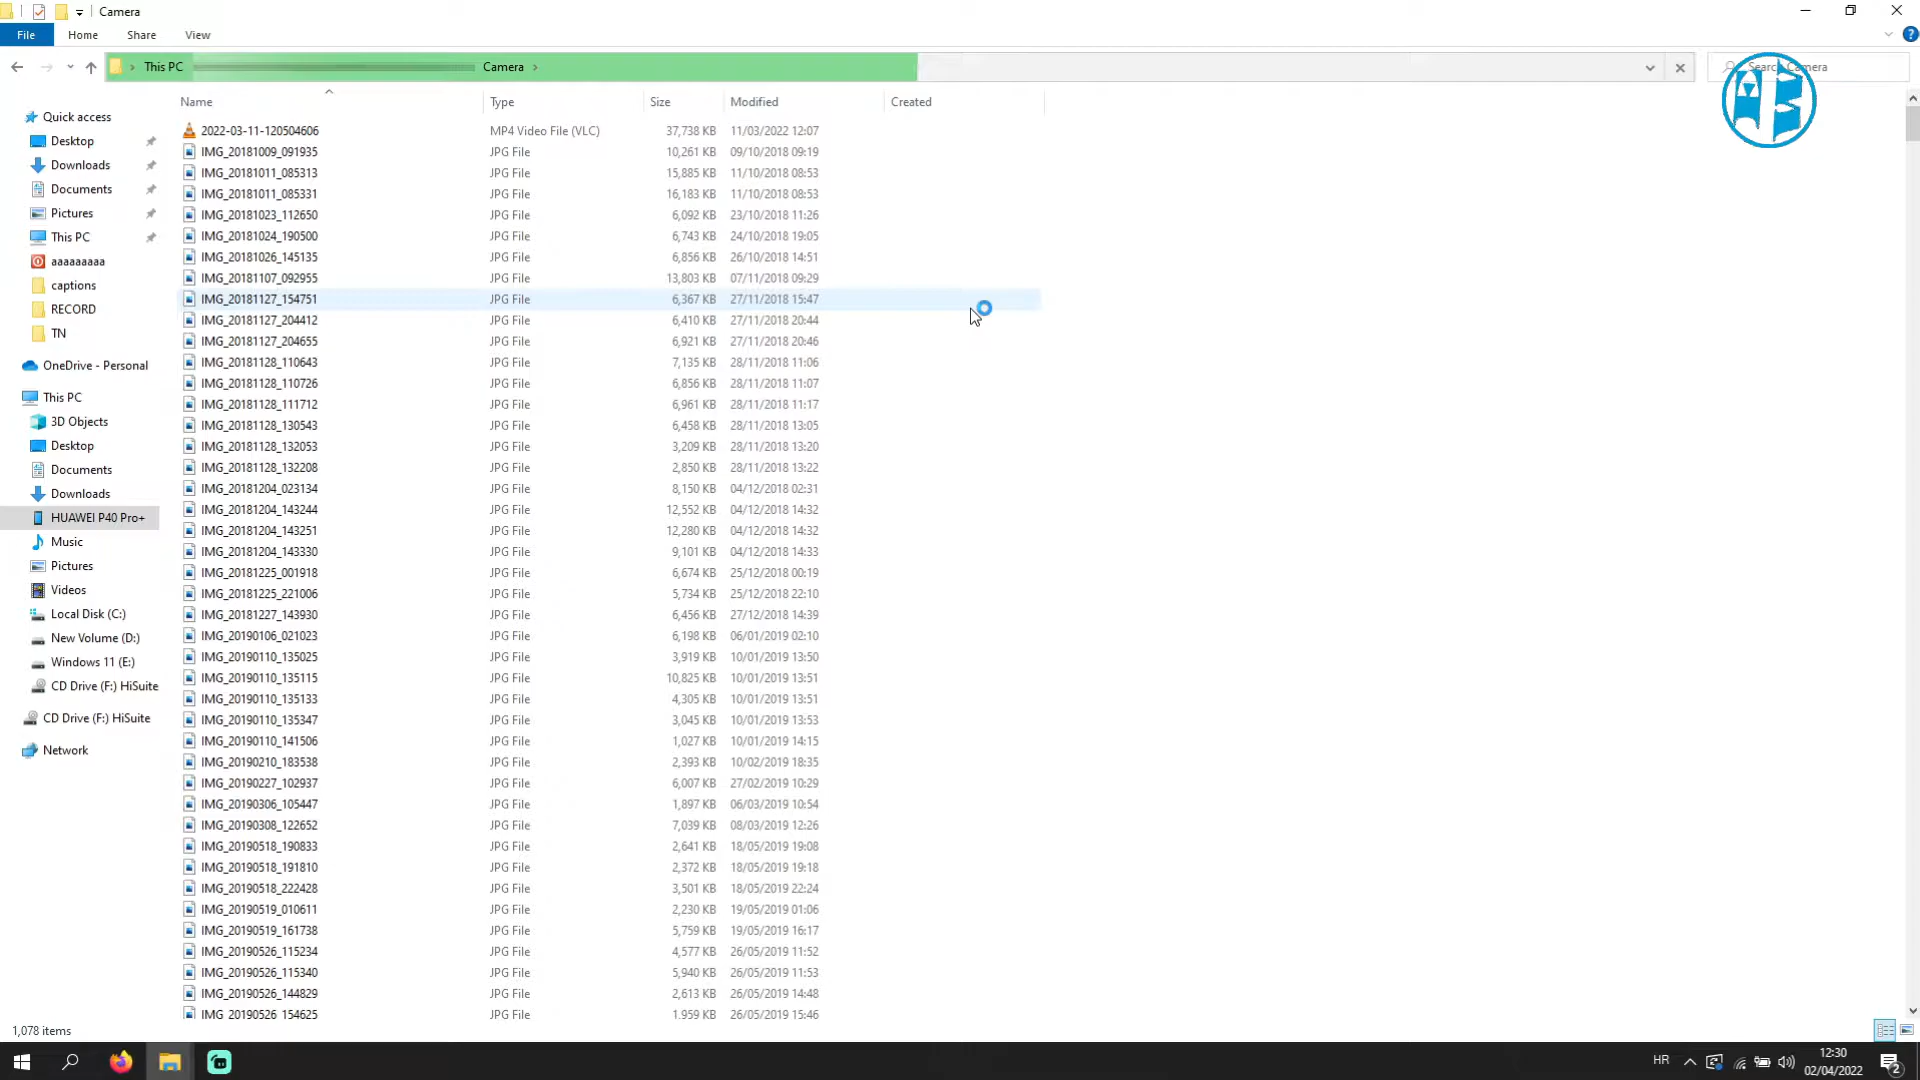 Camera
File Home Share View
This PC Camera
Search Camera
Name Type Size Modified Created
Quick access
Desktop
Downloads
Documents
Pictures
This PC
aaaaaaaaa
captions
RECORD
TN
OneDrive - Personal
This PC
3D Objects
Desktop
Documents
Downloads
HUAWEI P40 Pro+
Music
Pictures
Videos
Local Disk (C:)
New Volume (D:)
Windows 11 (E:)
CD Drive (F:) HiSuite
CD Drive (F:) HiSuite
Network
2022-03-11-120504606 MP4 Video File (VLC) 37,738 KB 11/03/2022 12:07
IMG_20181009_091935 JPG File 10,261 KB 09/10/2018 09:19
IMG_20181011_085313 JPG File 15,885 KB 11/10/2018 08:53
IMG_20181011_085331 JPG File 16,183 KB 11/10/2018 08:53
IMG_20181023_112650 JPG File 6,092 KB 23/10/2018 11:26
IMG_20181024_190500 JPG File 6,743 KB 24/10/2018 19:05
IMG_20181026_145135 JPG File 6,856 KB 26/10/2018 14:51
IMG_20181107_092955 JPG File 13,803 KB 07/11/2018 09:29
IMG_20181127_154751 JPG File 6,367 KB 27/11/2018 15:47
IMG_20181127_204412 JPG File 6,410 KB 27/11/2018 20:44
IMG_20181127_204655 JPG File 6,921 KB 27/11/2018 20:46
IMG_20181128_110643 JPG File 7,135 KB 28/11/2018 11:06
IMG_20181128_110726 JPG File 6,856 KB 28/11/2018 11:07
IMG_20181128_111712 JPG File 6,961 KB 28/11/2018 11:17
IMG_20181128_130543 JPG File 6,458 KB 28/11/2018 13:05
IMG_20181128_132053 JPG File 3,209 KB 28/11/2018 13:20
IMG_20181128_132208 JPG File 2,850 KB 28/11/2018 13:22
IMG_20181204_023134 JPG File 8,150 KB 04/12/2018 02:31
IMG_20181204_143244 JPG File 12,552 KB 04/12/2018 14:32
IMG_20181204_143251 JPG File 12,280 KB 04/12/2018 14:32
IMG_20181204_143330 JPG File 9,101 KB 04/12/2018 14:33
IMG_20181225_001918 JPG File 6,674 KB 25/12/2018 00:19
IMG_20181225_221006 JPG File 5,734 KB 25/12/2018 22:10
IMG_20181227_143930 JPG File 6,456 KB 27/12/2018 14:39
IMG_20190106_021023 JPG File 6,198 KB 06/01/2019 02:10
IMG_20190110_135025 JPG File 3,919 KB 10/01/2019 13:50
IMG_20190110_135115 JPG File 10,825 KB 10/01/2019 13:51
IMG_20190110_135133 JPG File 4,305 KB 10/01/2019 13:51
IMG_20190110_135347 JPG File 3,045 KB 10/01/2019 13:53
IMG_20190110_141506 JPG File 1,027 KB 10/01/2019 14:15
IMG_20190210_183538 JPG File 2,393 KB 10/02/2019 18:35
IMG_20190227_102937 JPG File 6,007 KB 27/02/2019 10:29
IMG_20190306_105447 JPG File 1,897 KB 06/03/2019 10:54
IMG_20190308_122652 JPG File 7,039 KB 08/03/2019 12:26
IMG_20190518_190833 JPG File 2,641 KB 18/05/2019 19:08
IMG_20190518_191810 JPG File 2,372 KB 18/05/2019 19:18
IMG_20190518_222428 JPG File 3,501 KB 18/05/2019 22:24
IMG_20190519_010611 JPG File 2,230 KB 19/05/2019 01:06
IMG_20190519_161738 JPG File 5,759 KB 19/05/2019 16:17
IMG_20190526_115234 JPG File 4,577 KB 26/05/2019 11:52
IMG_20190526_115340 JPG File 5,940 KB 26/05/2019 11:53
IMG_20190526_144829 JPG File 2,613 KB 26/05/2019 14:48
IMG_20190526_154625 JPG File 1,959 KB 26/05/2019 15:46
1,078 items
HR 12:30
02/04/2022
2